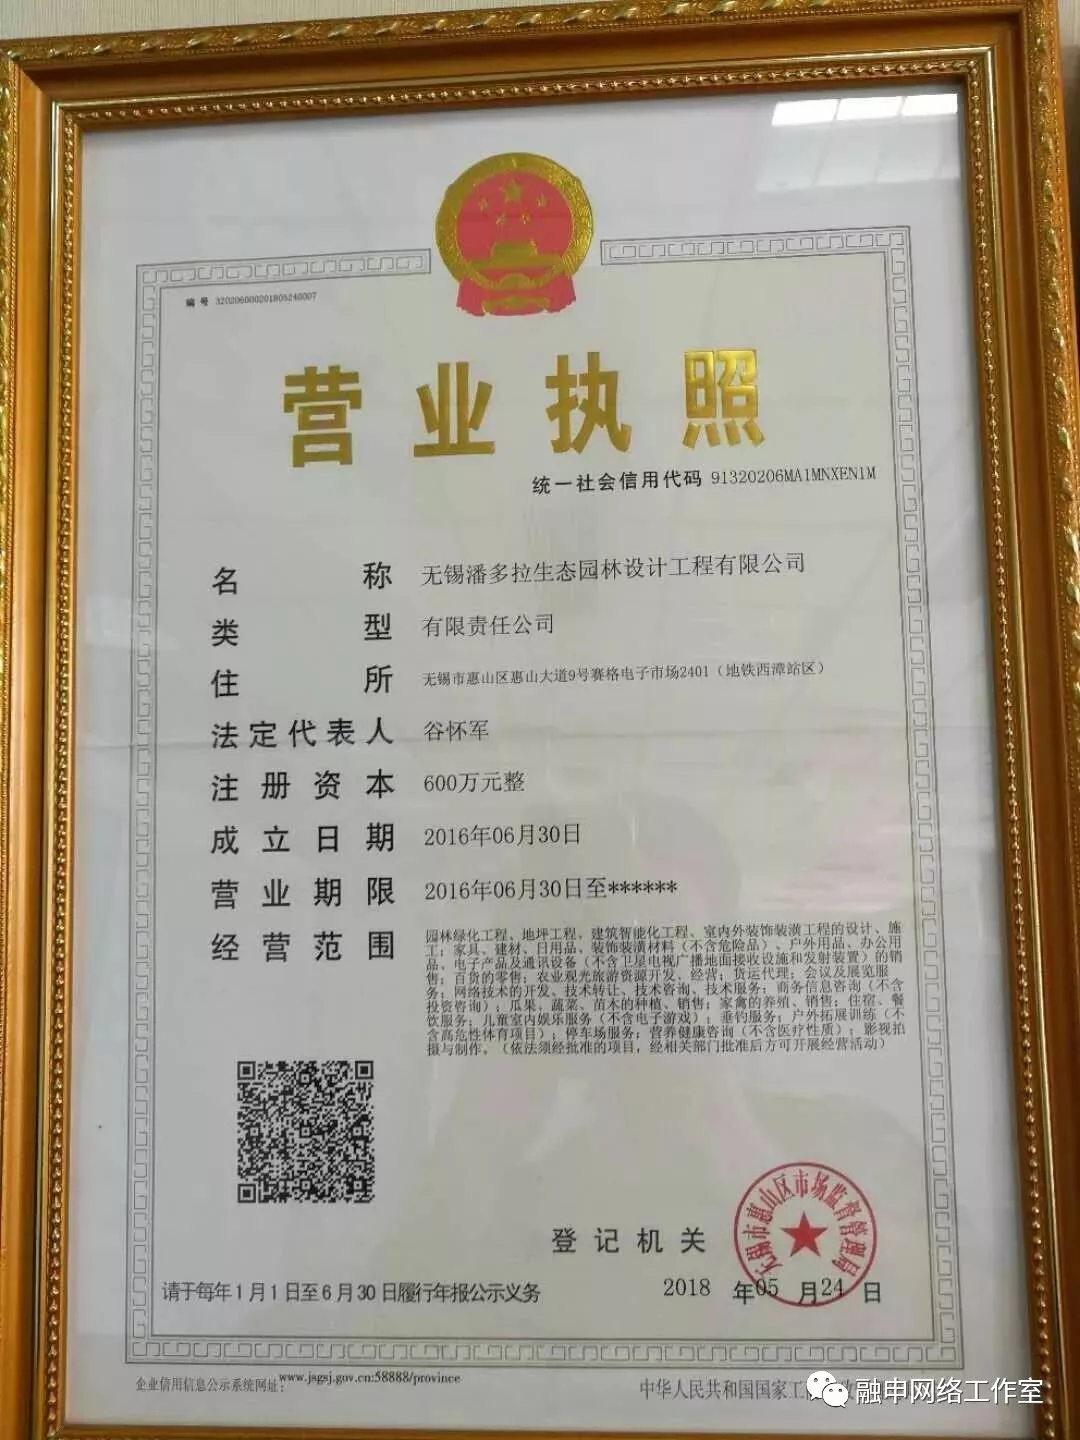 编 号 320206000201805240007
营业执照
统一社会信用代码 91320206MA1MNXEN1M
名称 无锡潘多拉生态园林设计工程有限公司
类型 有限责任公司
住所 无锡市惠山区惠山大道9号赛格电子市场2401（地铁西漳站区）
法定代表人 谷怀军
注册资本 600万元整
成立日期 2016年06月30日
营业期限 2016年06月30日至******
经营范围 园林绿化工程、地坪工程、建筑智能化工程、室内外装饰装潢工程的设计、施
工；家具、建材、日用品、装饰装潢材料（不含危险品）、户外用品、办公用
品、电子产品及通讯设备（不含卫星电视广播地面接收设施和发射装置）的销
售；百货的零售；农业观光旅游资源开发、经营；货运代理；会议及展览服
务；网络技术的开发、技术转让、技术咨询、技术服务；商务信息咨询（不含
投资咨询）；瓜果、蔬菜、苗木的种植、销售；家禽的养殖、销售；住宿、餐
饮服务；儿童室内娱乐服务（不含电子游戏）；垂钓服务；户外拓展训练（不
含高危性体育项目）；停车场服务；营养健康咨询（不含医疗性质）；影视拍
摄与制作。（依法须经批准的项目，经相关部门批准后方可开展经营活动）
登记机关
无锡市惠山区市场监督管理局
2018 年05 月24 日
请于每年1月1日至6月30日履行年报公示义务
企业信用信息公示系统网址：www.jsgsj.gov.cn:58888/province
中华人民共和国国家工
融申网络工作室